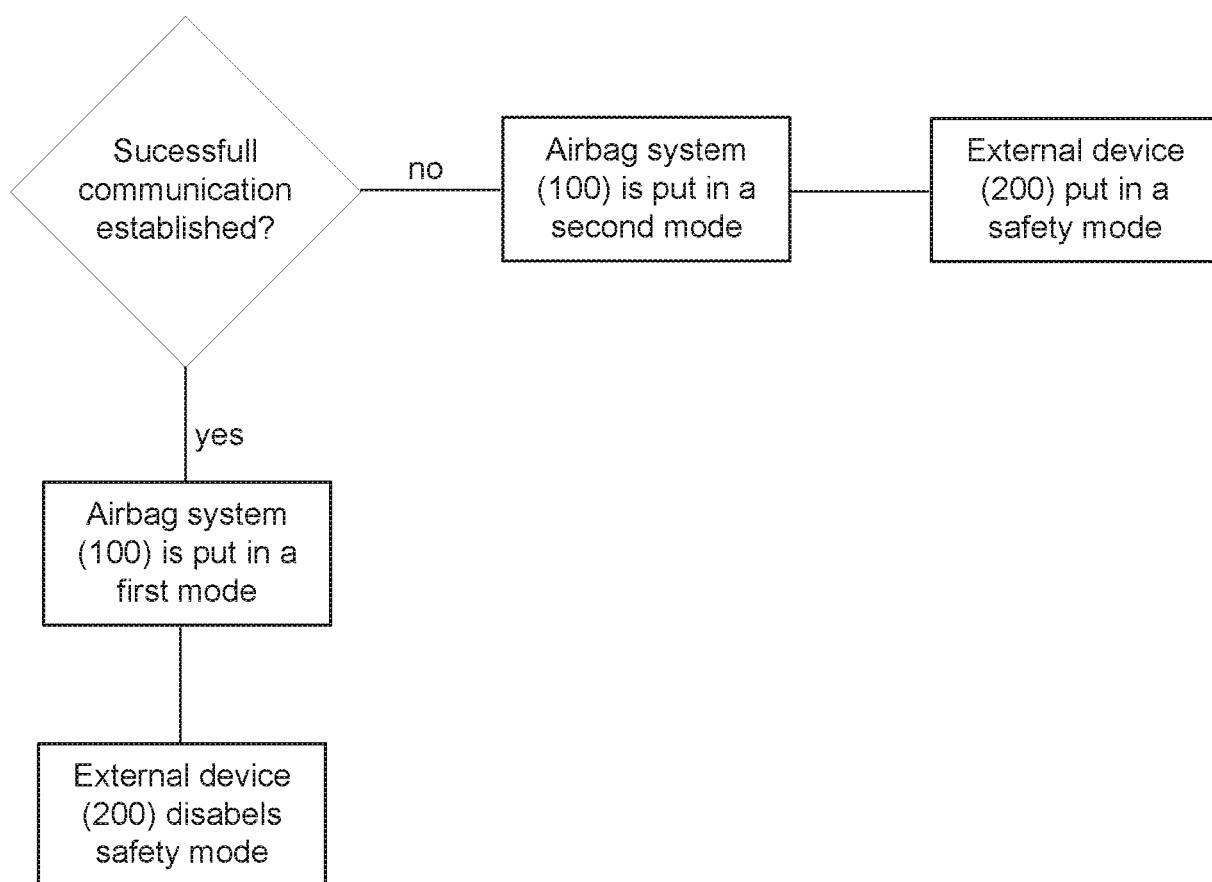 Sucessfull
communication
established?
no
Airbag system
(100) is put in a
second mode
External device
(200) put in a
safety mode
yes
Airbag system
(100) is put in a
first mode
External device
(200) disabels
safety mode